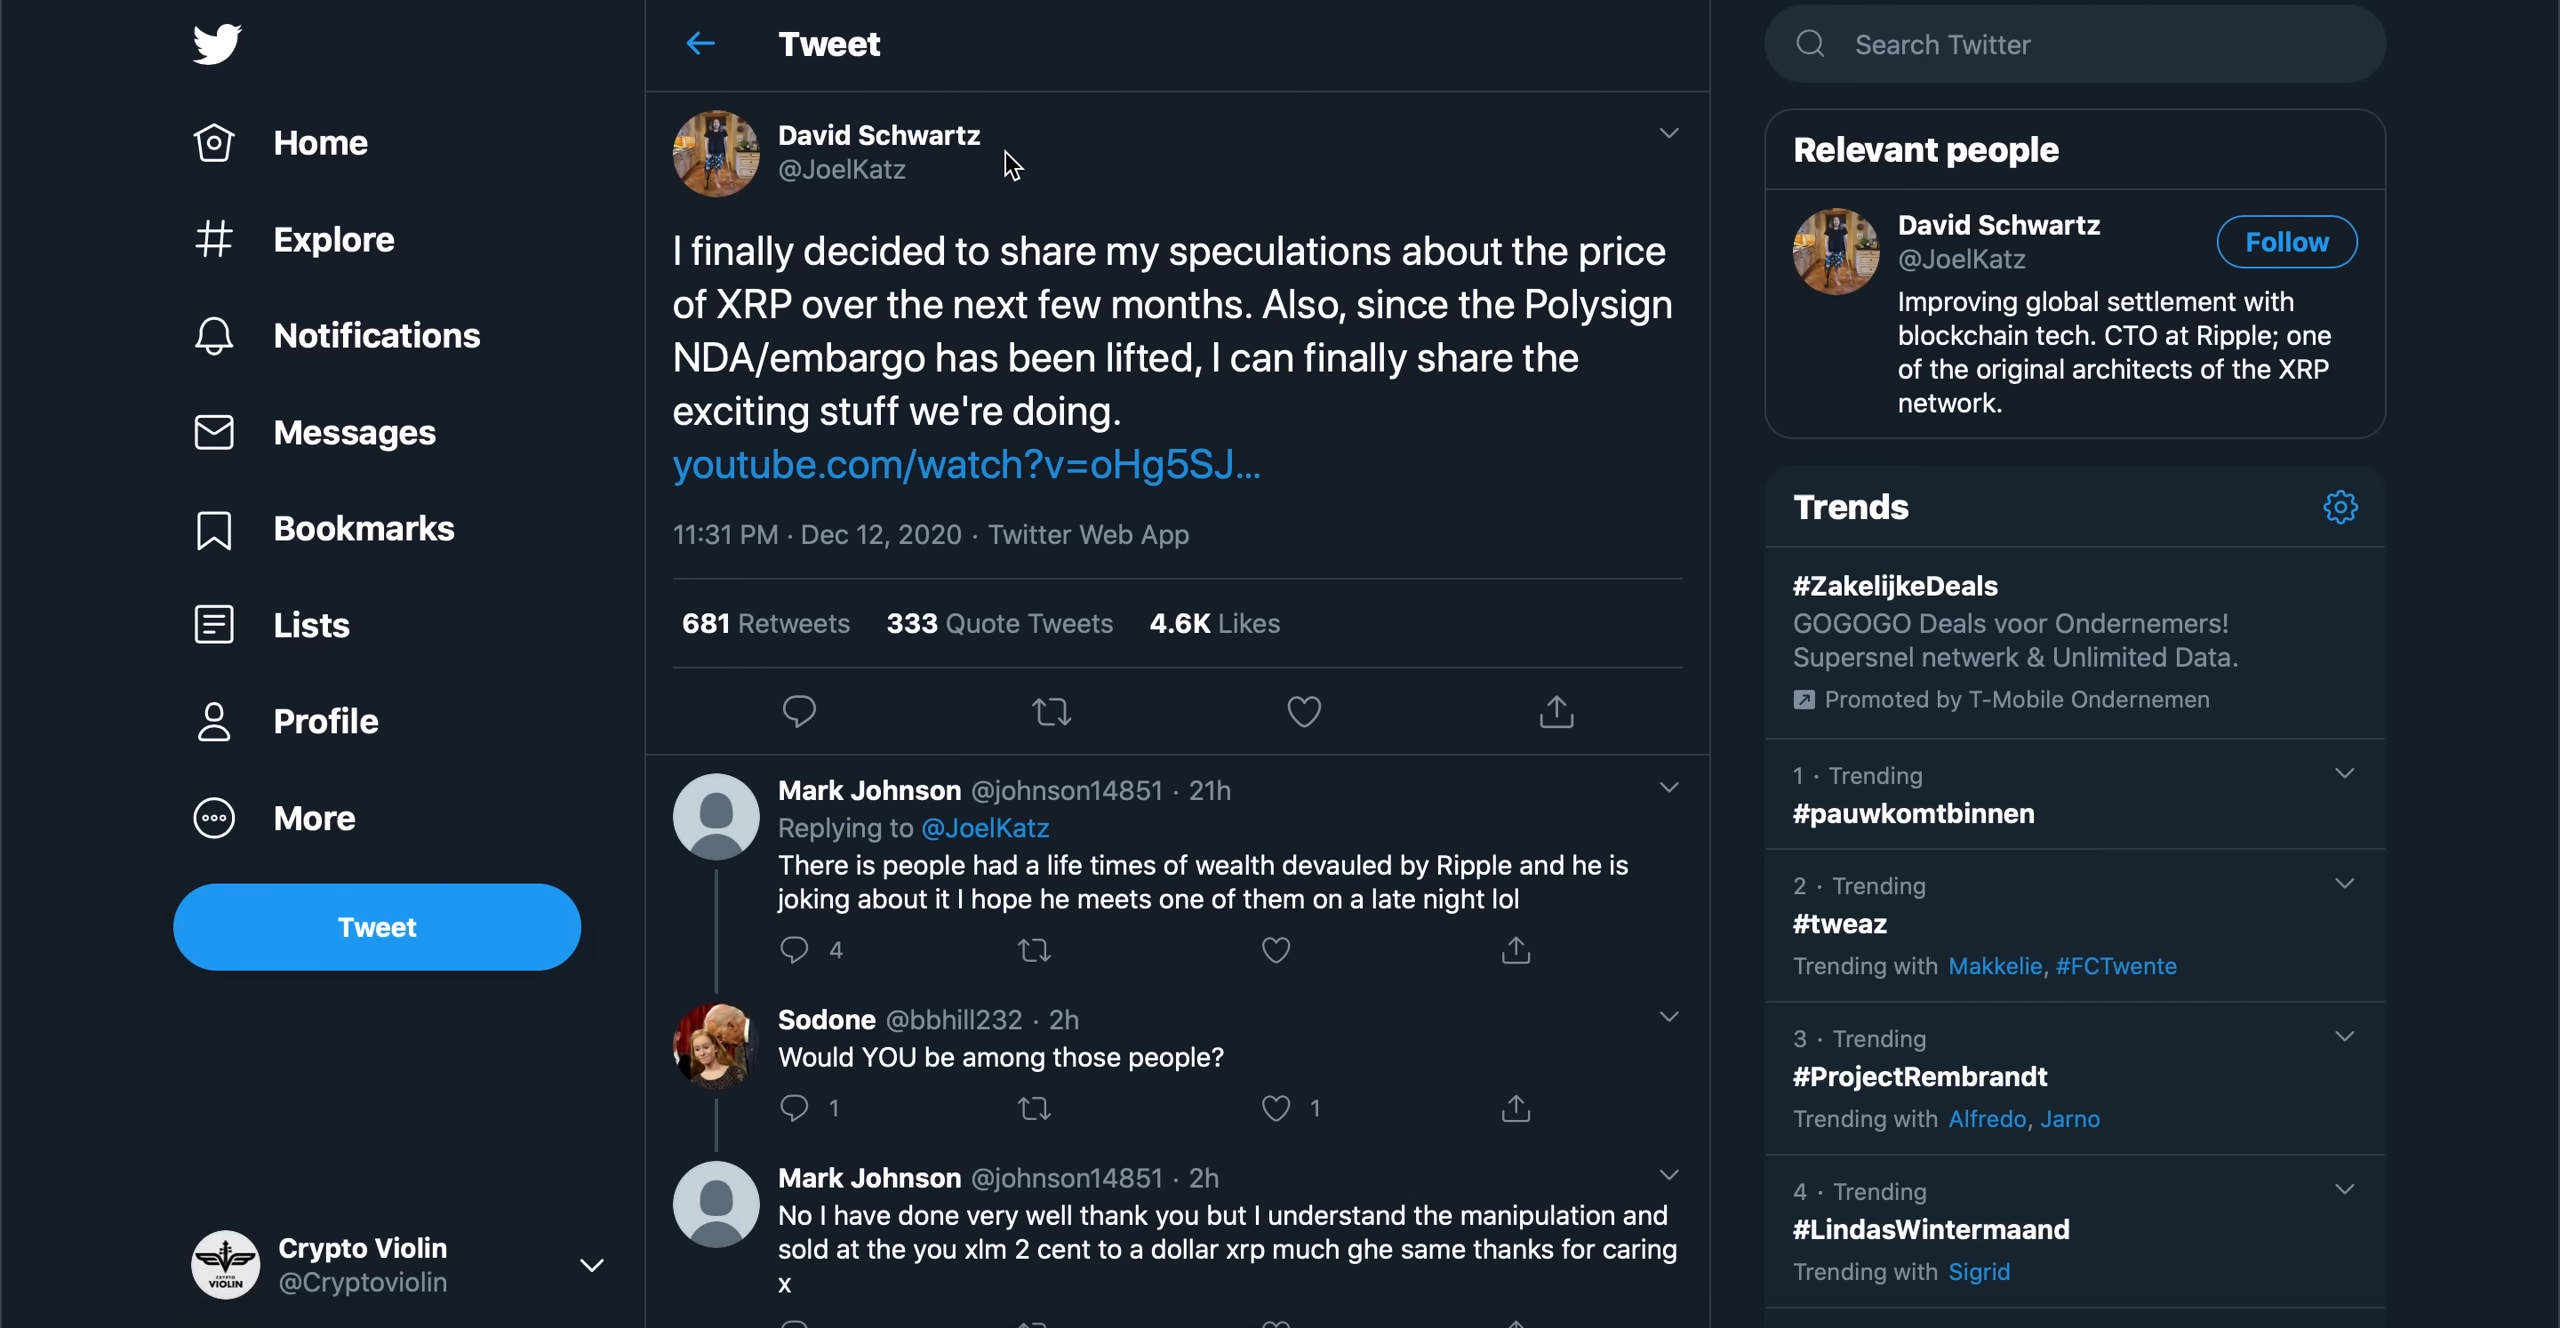 Home
Explore
Notifications
Messages
Bookmarks
Lists
Profile
More
Tweet
CRYPTO
VIOLIN
Crypto Violin
@Cryptoviolin
Tweet
David Schwartz
@JoelKatz
I finally decided to share my speculations about the price
of XRP over the next few months. Also, since the Polysign
NDA/embargo has been lifted, I can finally share the
exciting stuff we're doing.
youtube.com/watch?v=oHg5SJ...
11:31 PM · Dec 12, 2020 · Twitter Web App
681 Retweets 333 Quote Tweets 4.6K Likes
Mark Johnson @johnson14851 · 21h
Replying to @JoelKatz
There is people had a life times of wealth devauled by Ripple and he is
joking about it I hope he meets one of them on a late night lol
4
Sodone @bbhill232 · 2h
Would YOU be among those people?
1 1
Mark Johnson @johnson14851 · 2h
No I have done very well thank you but I understand the manipulation and
sold at the you xlm 2 cent to a dollar xrp much ghe same thanks for caring
x
Search Twitter
Relevant people
David Schwartz
@JoelKatz
Follow
Improving global settlement with
blockchain tech. CTO at Ripple; one
of the original architects of the XRP
network.
Trends
#ZakelijkeDeals
GOGOGO Deals voor Ondernemers!
Supersnel netwerk & Unlimited Data.
Promoted by T-Mobile Ondernemen
1 · Trending
#pauwkomtbinnen
2 · Trending
#tweaz
Trending with Makkelie, #FCTwente
3 · Trending
#ProjectRembrandt
Trending with Alfredo, Jarno
4 · Trending
#LindasWintermaand
Trending with Sigrid